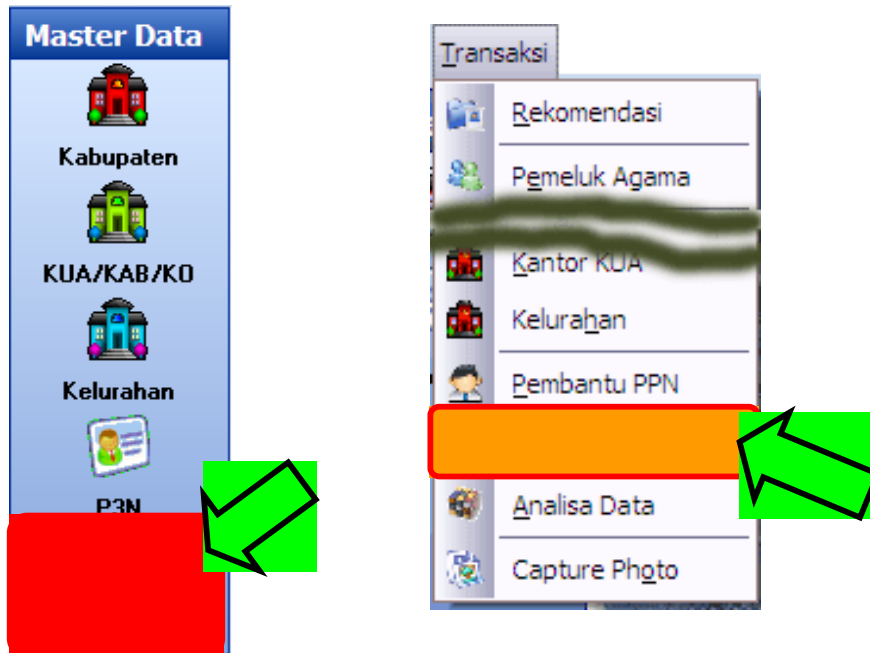 Master Data
Kabupaten
KUA/KAB/KO
Kelurahan
P3N
Transaksi
Rekomendasi
Pemeluk Agama
Kantor KUA
Kelurahan
Pembantu PPN
Analisa Data
Capture Photo